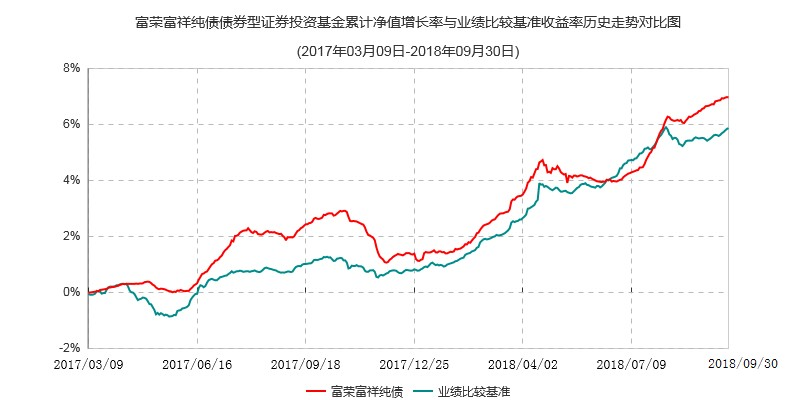 富荣富祥纯债债券型证券投资基金累计净值增长率与业绩比较基准收益率历史走势对比图
(2017年03月09日-2018年09月30日)
8%
6%
4%
2%
0%
-2%
2017/03/09 2017/06/16 2017/09/18 2017/12/25 2018/04/02 2018/07/09 2018/09/30
富荣富祥纯债 业绩比较基准